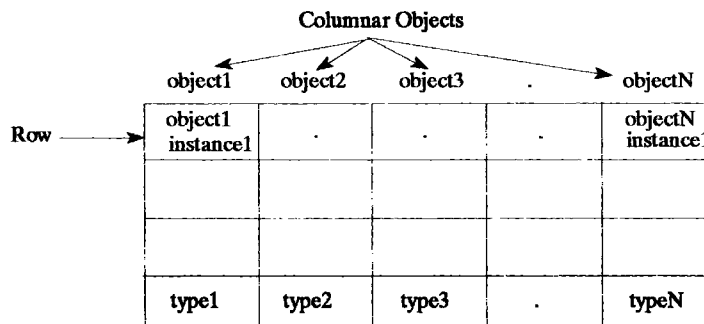 Columnar Objects
object1 object2 object3 . objectN
Row
object1 . . . objectN
instance1 instance1
type1 type2 type3 . typeN